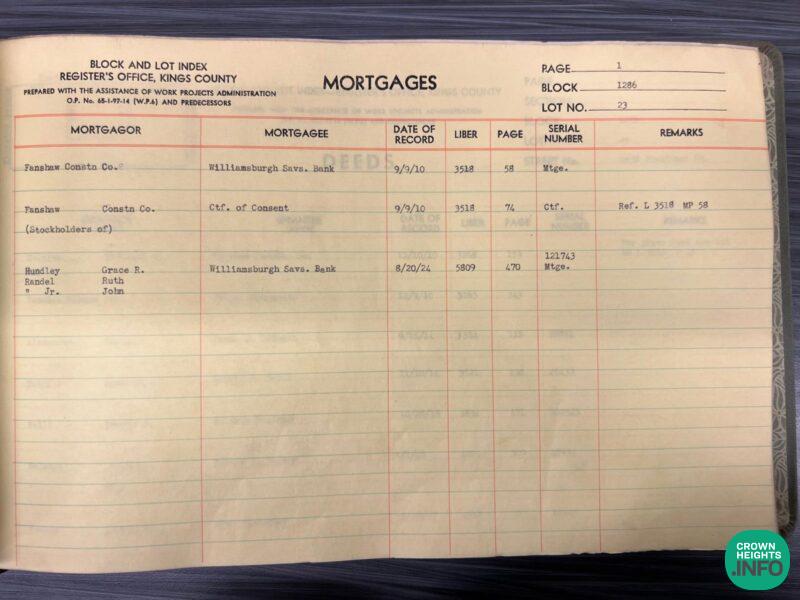 BLOCK AND LOT INDEX
REGISTER'S OFFICE, KINGS COUNTY
PREPARED WITH THE ASSISTANCE OF WORK PROJECTS ADMINISTRATION
O.P. No. 65-1-97-14 (W.P.6) AND PREDECESSORS
MORTGAGES
PAGE 1
BLOCK 1286
LOT NO. 23
MORTGAGOR MORTGAGEE DATE OF RECORD LIBER PAGE SERIAL NUMBER REMARKS
Fanshaw Constn Co. Williamsburgh Savs. Bank 9/9/10 3518 58 Mtge.
Fanshaw Constn Co. Ctf. of Consent 9/9/10 3518 74 Ctf. Ref. L 3518 MP 58
(Stockholders of)
121743
Hundley Grace R. Williamsburgh Savs. Bank 8/20/24 5809 470 Mtge.
Randel Ruth
" Jr. John
DEEDS
CROWN
HEIGHTS
.INFO